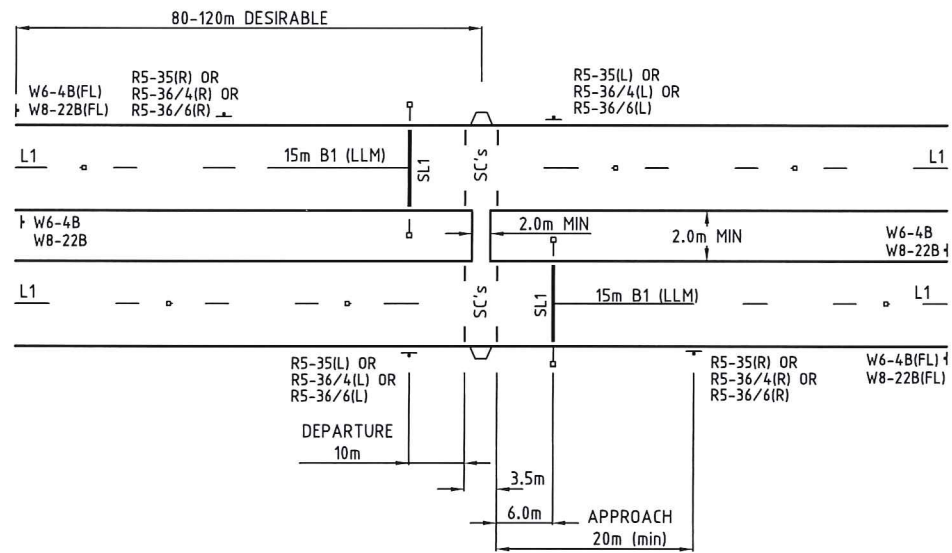 80-120m DESIRABLE
W6-4B(FL)
W8-22B(FL)
R5-35(R) OR
R5-36/4(R) OR
R5-36/6(R)
R5-35(L) OR
R5-36/4(L) OR
R5-36/6(L)
L1
15m B1 (LLM)
SL1
SC's
L1
W6-4B
W8-22B
2.0m MIN
2.0m MIN
W6-4B
W8-22B
L1
SC's
SL1
15m B1 (LLM)
L1
R5-35(L) OR
R5-36/4(L) OR
R5-36/6(L)
R5-35(R) OR
R5-36/4(R) OR
R5-36/6(R)
W6-4B(FL)
W8-22B(FL)
DEPARTURE
10m
3.5m
6.0m
APPROACH
20m (min)